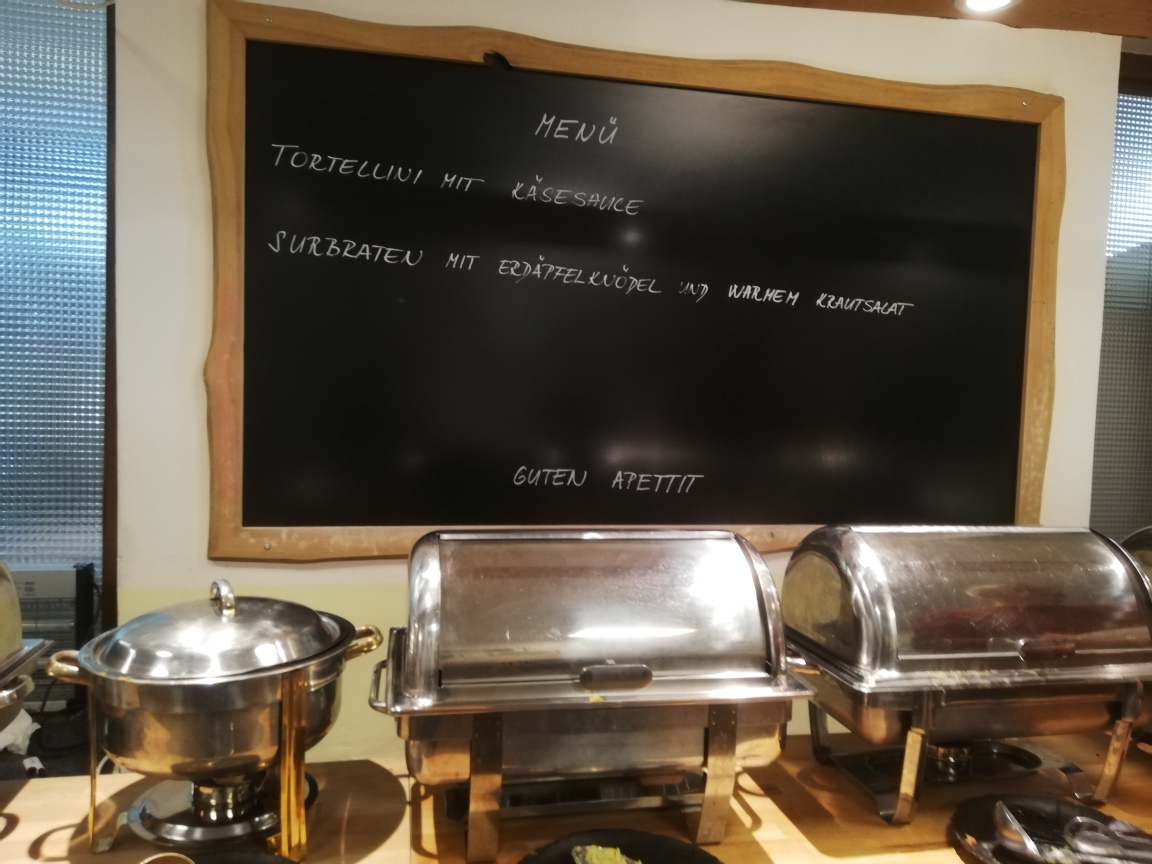 MENÜ
TORTELLINI MIT KÄSESAUCE
SURBRATEN MIT ERDÄPFELKNÖDEL UND WARMEM KRAUTSALAT
GUTEN APETTIT